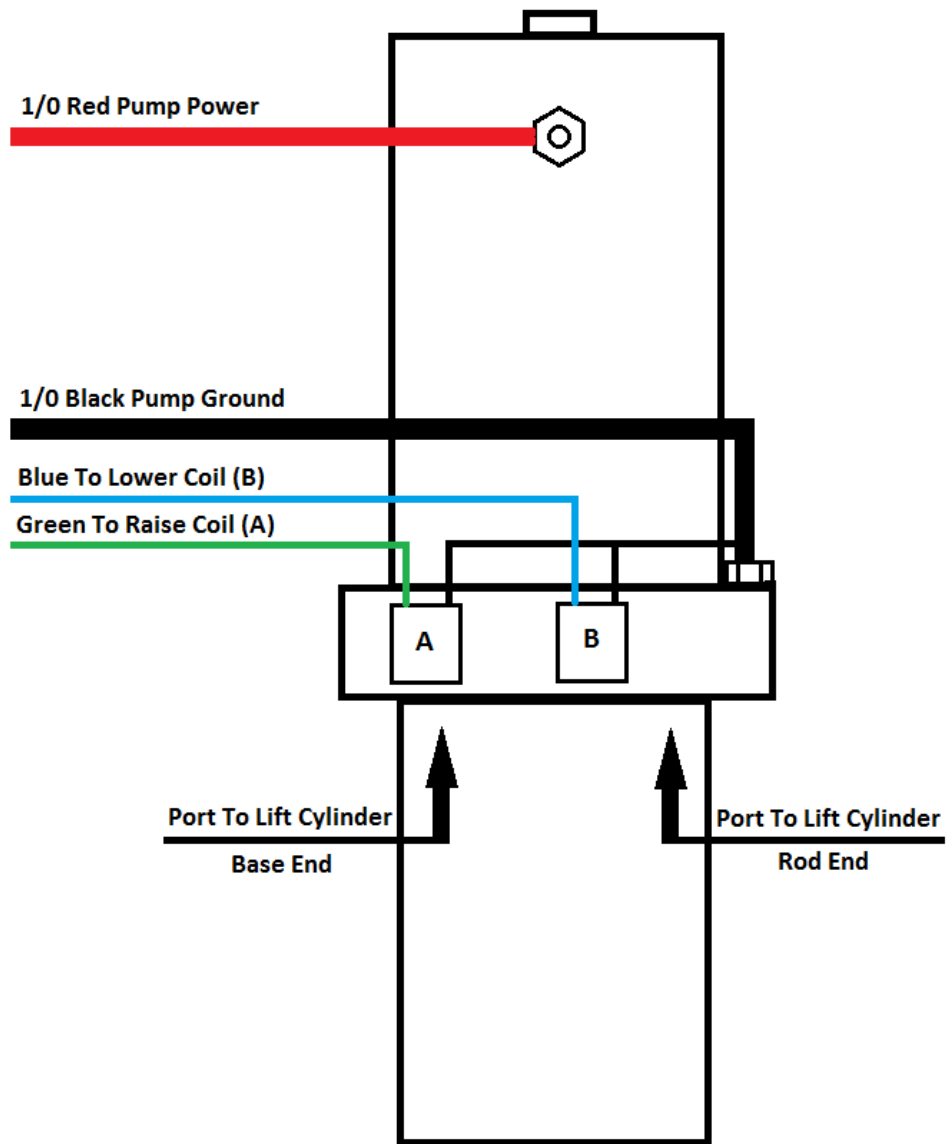 1/0 Red Pump Power
1/0 Black Pump Ground
Blue To Lower Coil (B)
Green To Raise Coil (A)
A
B
Port To Lift Cylinder
Base End
Port To Lift Cylinder
Rod End